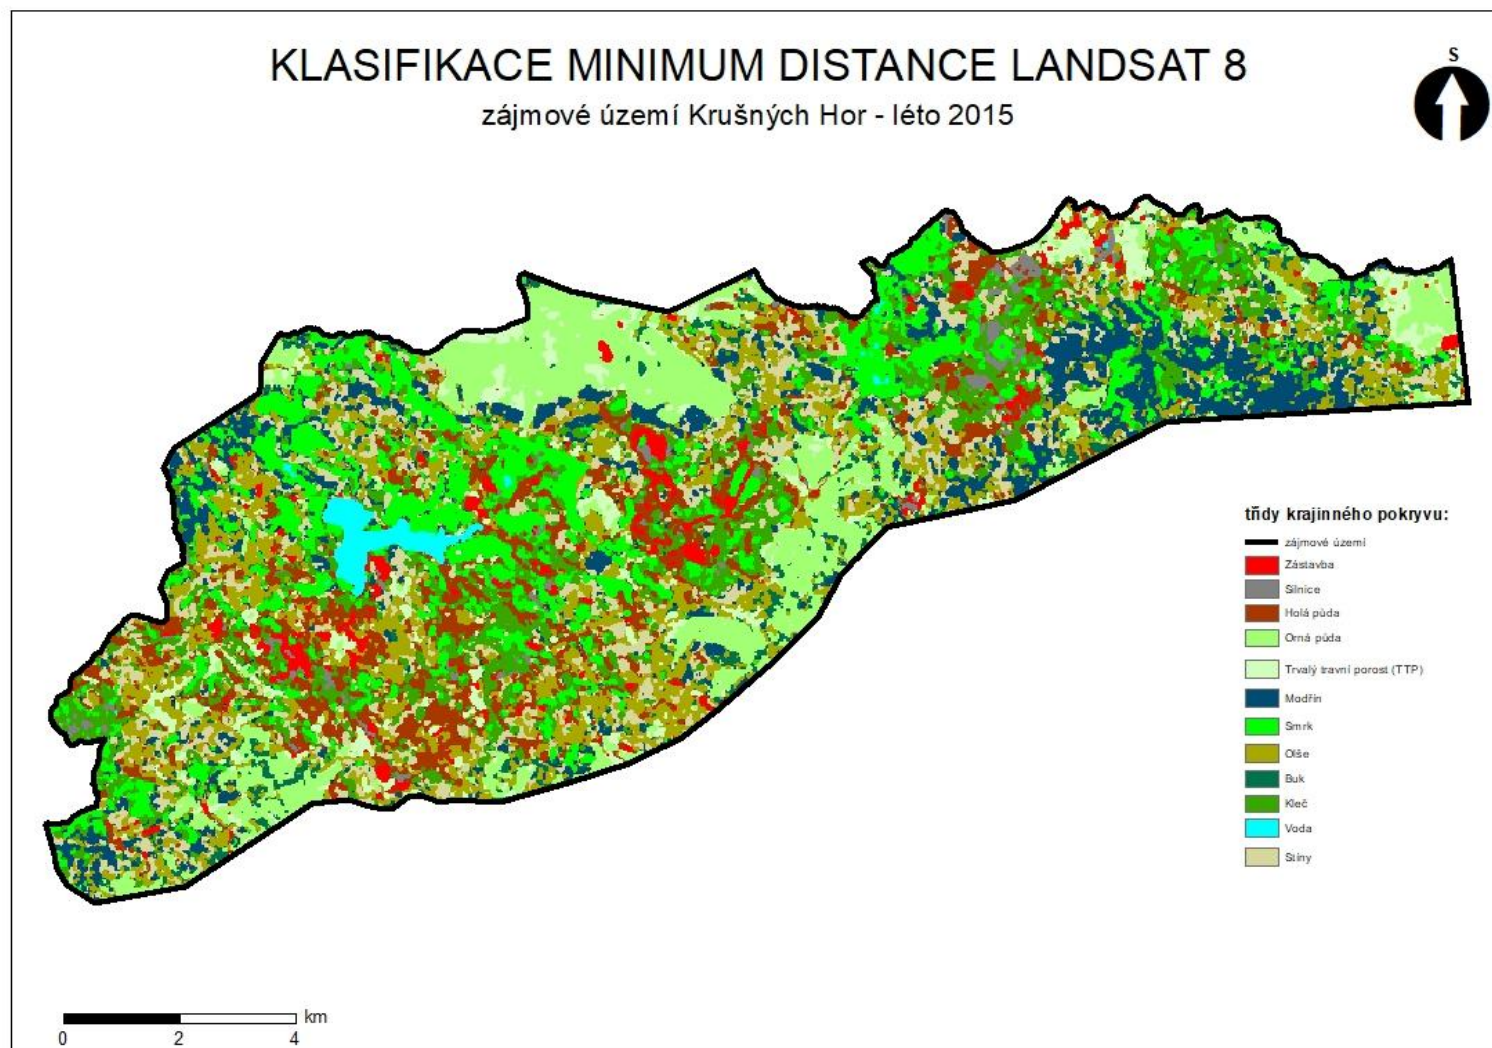 KLASIFIKACE MINIMUM DISTANCE LANDSAT 8
zájmové území Krušných Hor - léto 2015
S
třídy krajinného pokryvu:
zájmové území
Zástavba
Silnice
Holá půda
Orná půda
Trvalý travní porost (TTP)
Modřín
Smrk
Olše
Buk
Kleč
Voda
Stíny
km
0 2 4